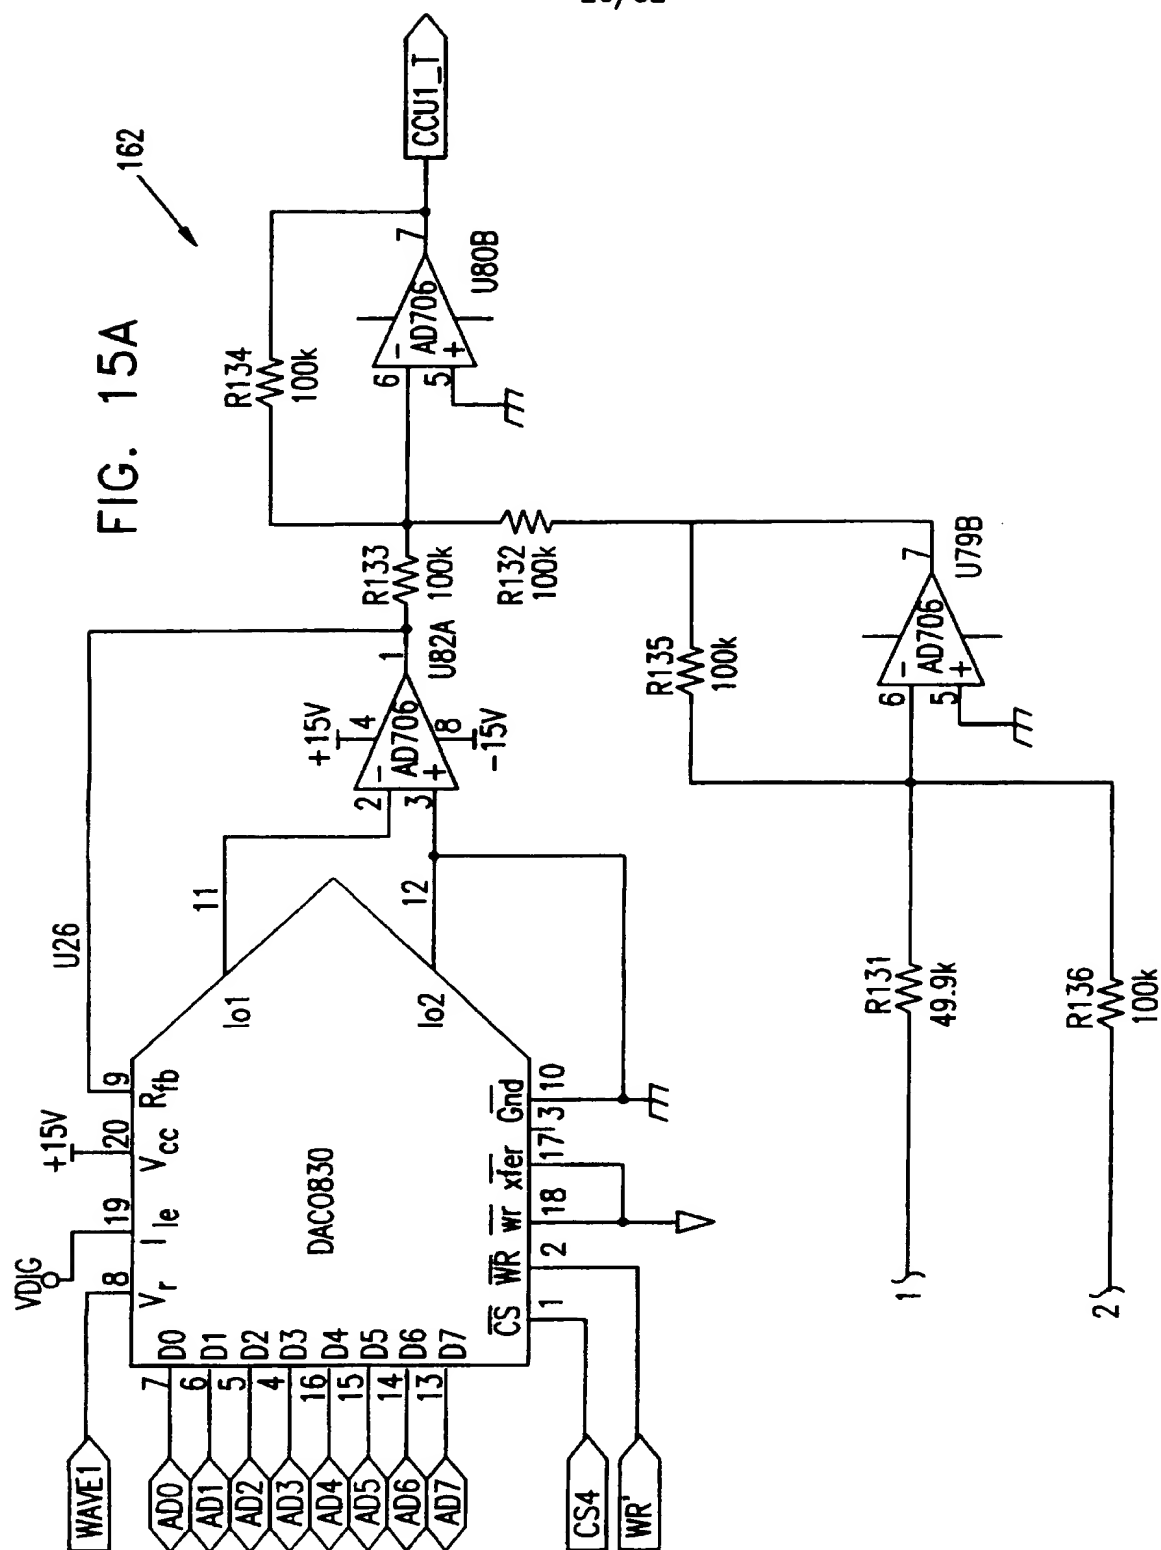 FIG. 15A
162
WAVE1
AD0
AD1
AD2
AD3
AD4
AD5
AD6
AD7
CS4
WR'
7
6
5
4
16
15
14
13
D0
D1
D2
D3
D4
D5
D6
D7
VDIG
+15V
8
19
20
9
Vr
Ile
Vcc
Rfb
U26
DAC0830
CS
WR
wr
xfer
Gnd
1
2
18
17
3
10
Io1
Io2
11
12
+15V
4
2
3
AD706
-
+
8
-15V
1
U82A
R133
100k
R134
100k
R132
100k
6
5
AD706
-
+
7
U80B
CCU1_T
R135
100k
6
5
AD706
-
+
7
U79B
R131
49.9k
R136
100k
1
2